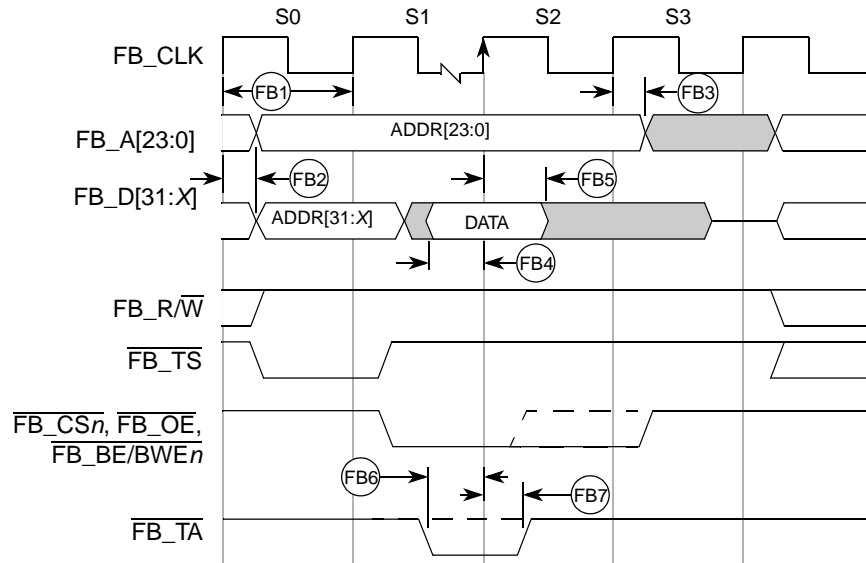 S0 S1 S2 S3
FB_CLK
FB1 FB3
FB_A[23:0] ADDR[23:0]
FB2 FB5
FB_D[31:X] ADDR[31:X] DATA
FB4
FB_R/W
FB_TS
FB_CSn, FB_OE,
FB_BE/BWEn
FB6 FB7
FB_TA